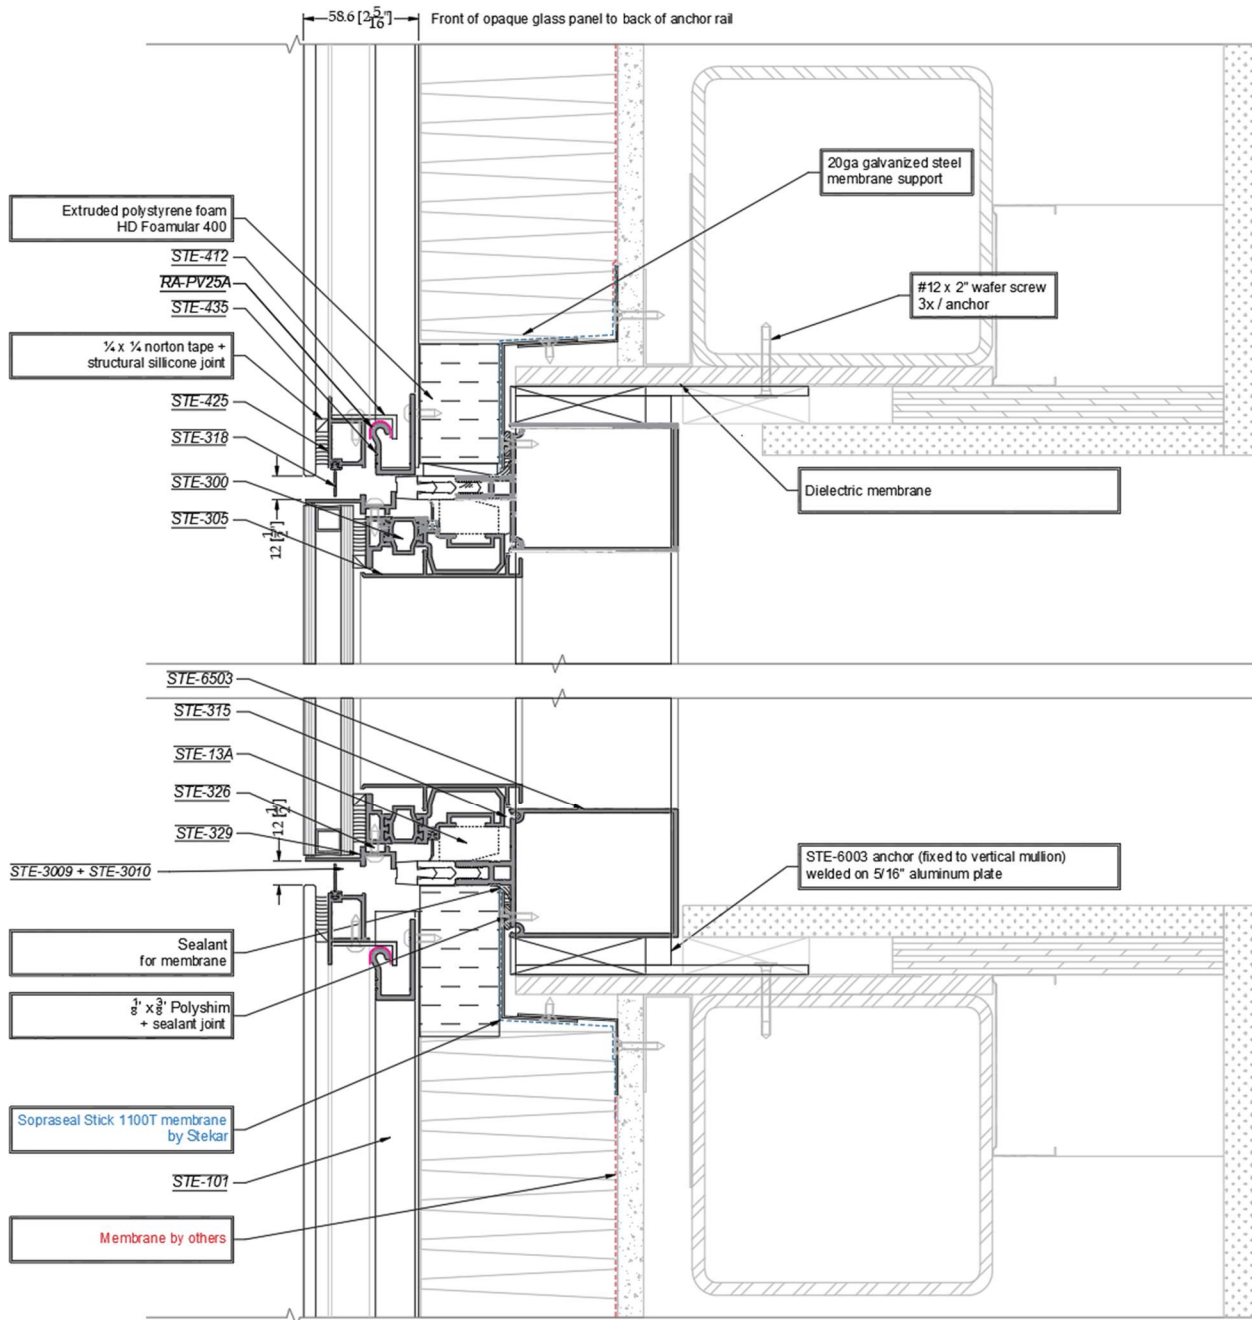 58.6 [2 5/16"]
Front of opaque glass panel to back of anchor rail
20ga galvanized steel
membrane support
Extruded polystyrene foam
HD Foamular 400
STE-412
RA-PV25A
STE-435
#12 x 2" wafer screw
3x / anchor
¼ x ¼ norton tape +
structural sillicone joint
STE-425
STE-318
STE-300
Dielectric membrane
STE-305
12 [1/2"]
STE-6503
STE-315
STE-13A
STE-326
12 [1/2"]
STE-329
STE-3009 + STE-3010
STE-6003 anchor (fixed to vertical mullion)
welded on 5/16" aluminum plate
Sealant
for membrane
1/8' x 3/8' Polyshim
+ sealant joint
Sopraseal Stick 1100T membrane
by Stekar
STE-101
Membrane by others